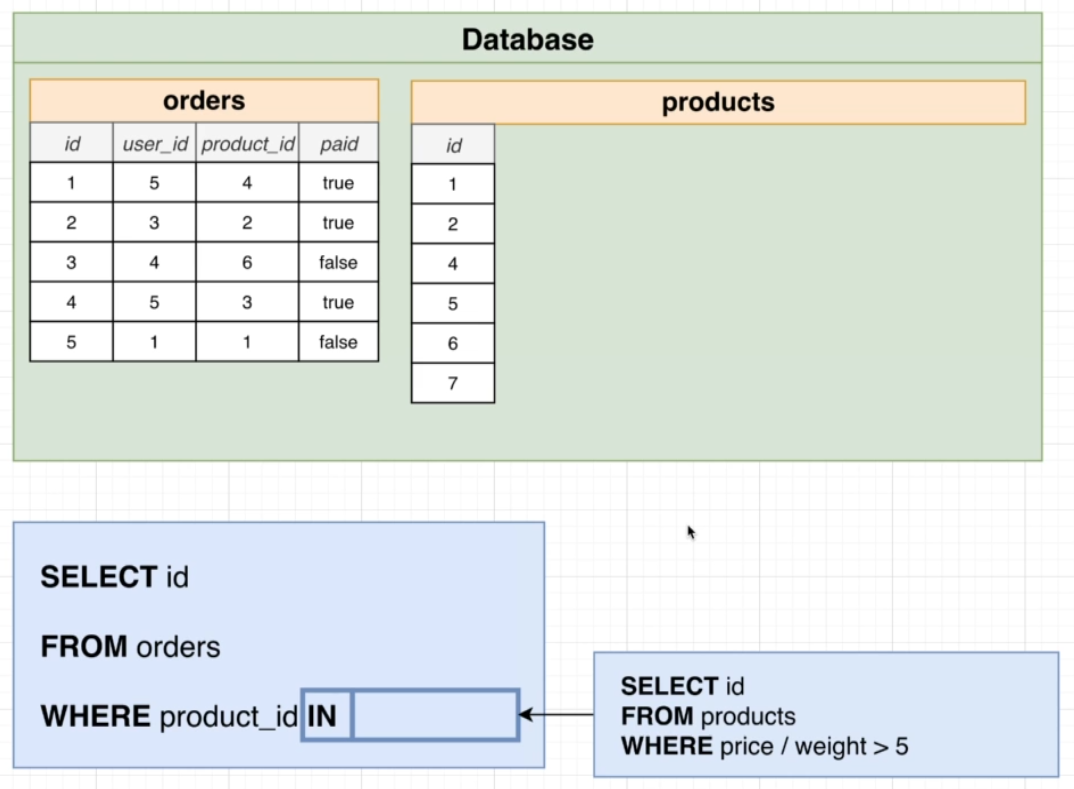 Database
orders
id user_id product_id paid
1 5 4 true
2 3 2 true
3 4 6 false
4 5 3 true
5 1 1 false
products
id
1
2
4
5
6
7
SELECT id
FROM orders
WHERE product_id IN
SELECT id
FROM products
WHERE price / weight > 5